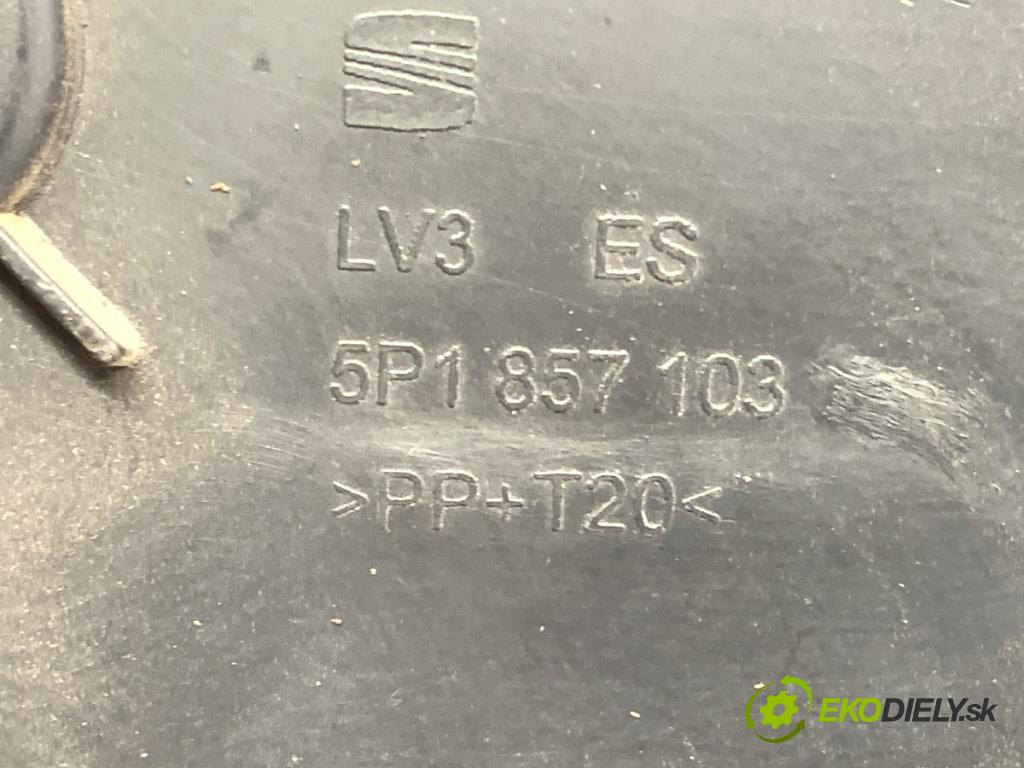 LV3 ES
5P1 857 103
>PP+T20<
EKODIELY.sk